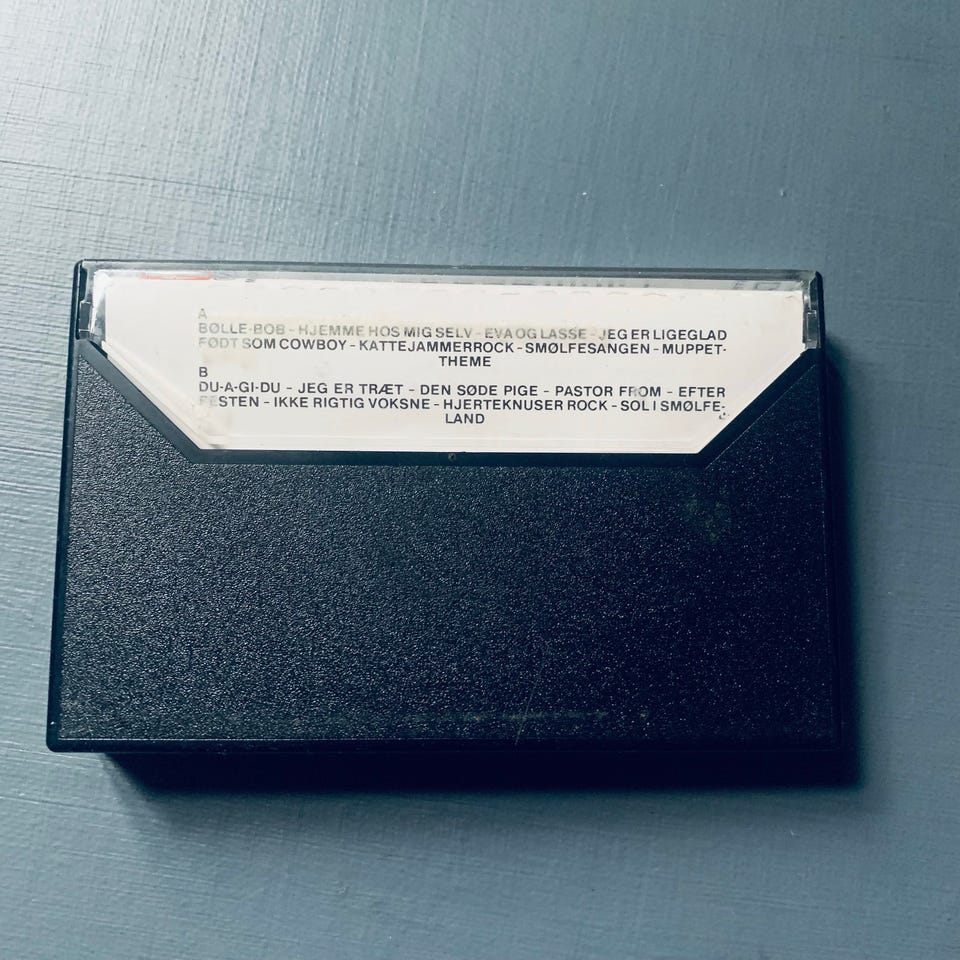 A
BØLLE-BOB - HJEMME HOS MIG SELV - EVA OG LASSE - JEG ER LIGEGLAD
FØDT SOM COWBOY - KATTEJAMMERROCK - SMØLFESANGEN - MUPPET-
THEME
B
DU-A-GI-DU - JEG ER TRÆT - DEN SØDE PIGE - PASTOR FROM - EFTER
FESTEN - IKKE RIGTIG VOKSNE - HJERTEKNUSER ROCK - SOL I SMØLFE-
LAND